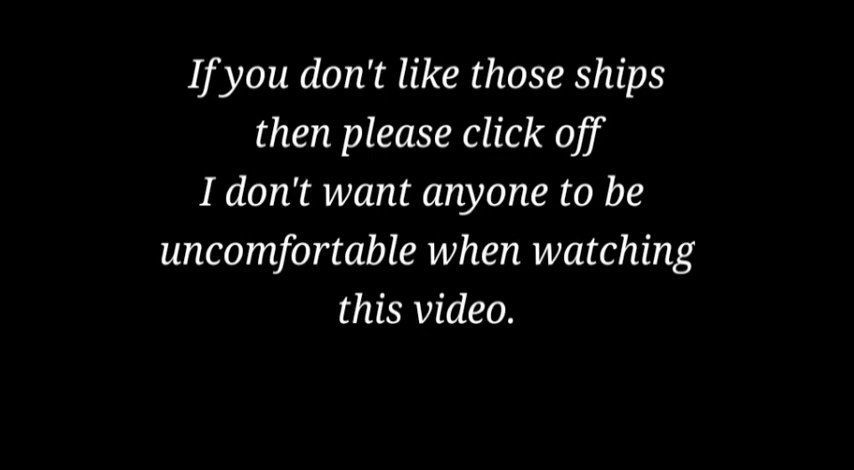 If you don't like those ships
then please click off
I don't want anyone to be
uncomfortable when watching
this video.